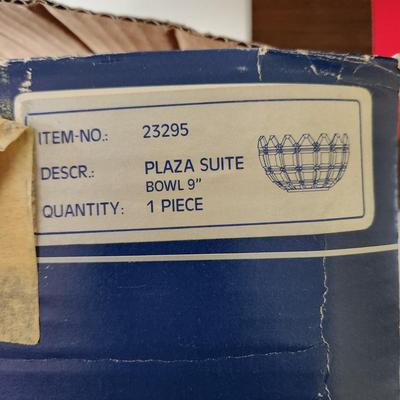 ITEM-NO.: 23295
DESCR.: PLAZA SUITE
BOWL 9"
QUANTITY: 1 PIECE